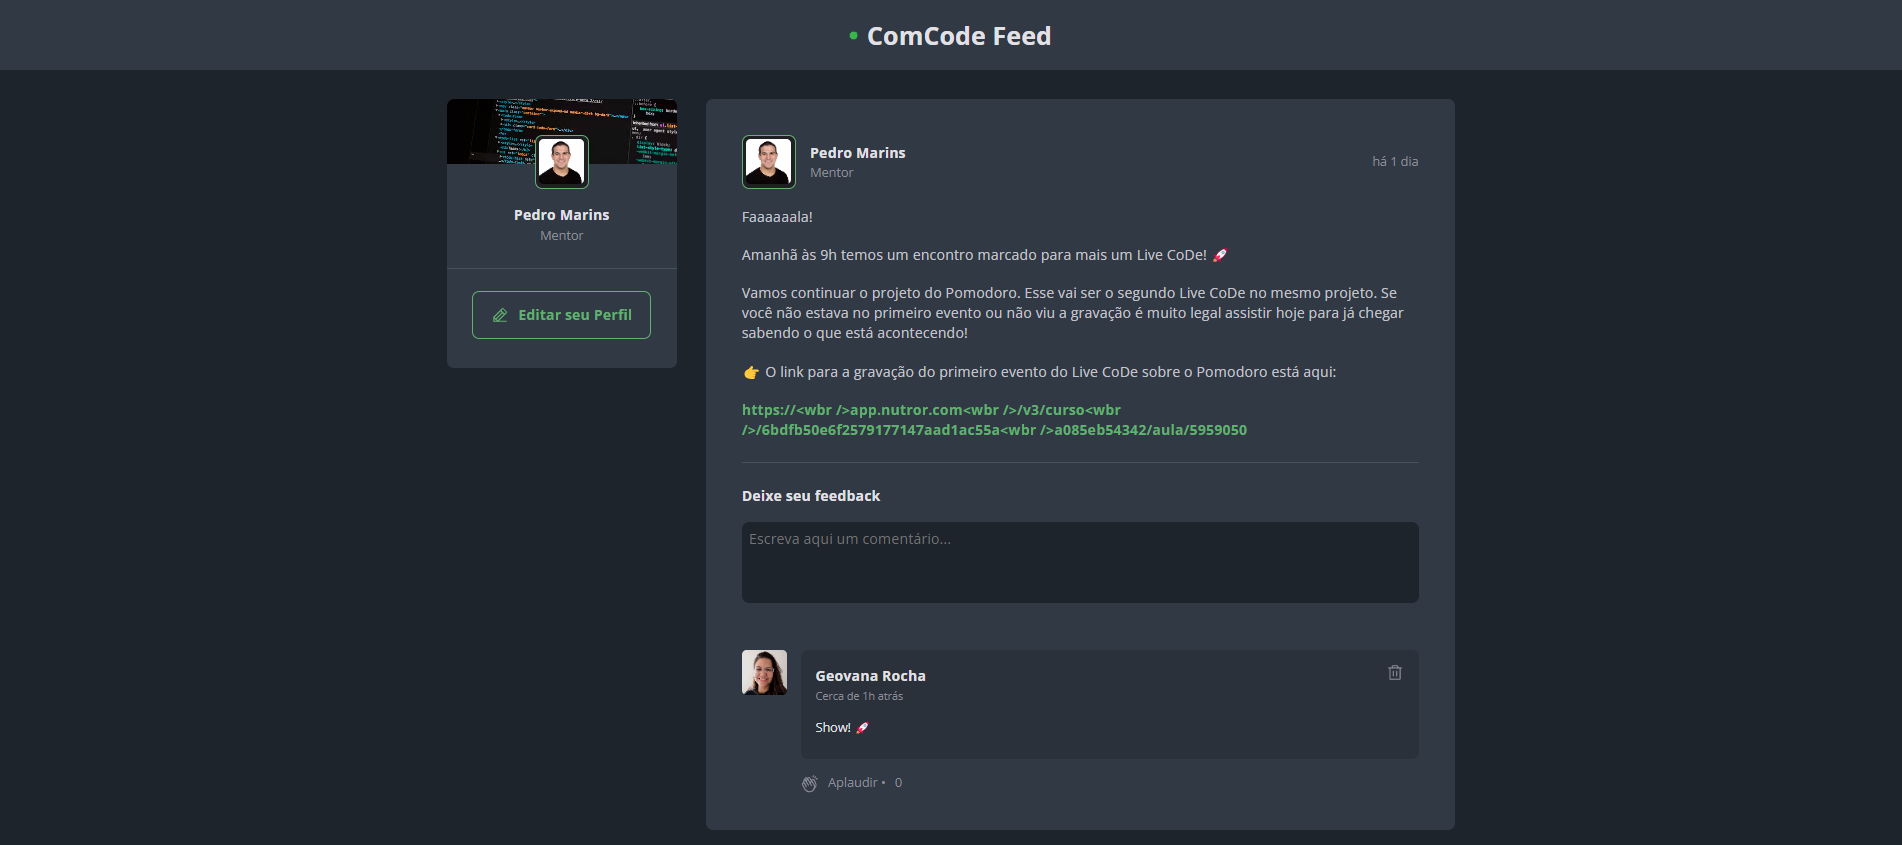 ComCode Feed
Pedro Marins
Mentor
Editar seu Perfil
Pedro Marins
Mentor
há 1 dia
Faaaaaala!
Amanhã às 9h temos um encontro marcado para mais um Live CoDe! 🚀
Vamos continuar o projeto do Pomodoro. Esse vai ser o segundo Live CoDe no mesmo projeto. Se
você não estava no primeiro evento ou não viu a gravação é muito legal assistir hoje para já chegar
sabendo o que está acontecendo!
👉 O link para a gravação do primeiro evento do Live CoDe sobre o Pomodoro está aqui:
https://<wbr />app.nutror.com<wbr />/v3/curso<wbr
/>/6bdfb50e6f2579177147aad1ac55a<wbr />a085eb54342/aula/5959050
Deixe seu feedback
Escreva aqui um comentário...
Geovana Rocha
Cerca de 1h atrás
Show! 🚀
Aplaudir • 0